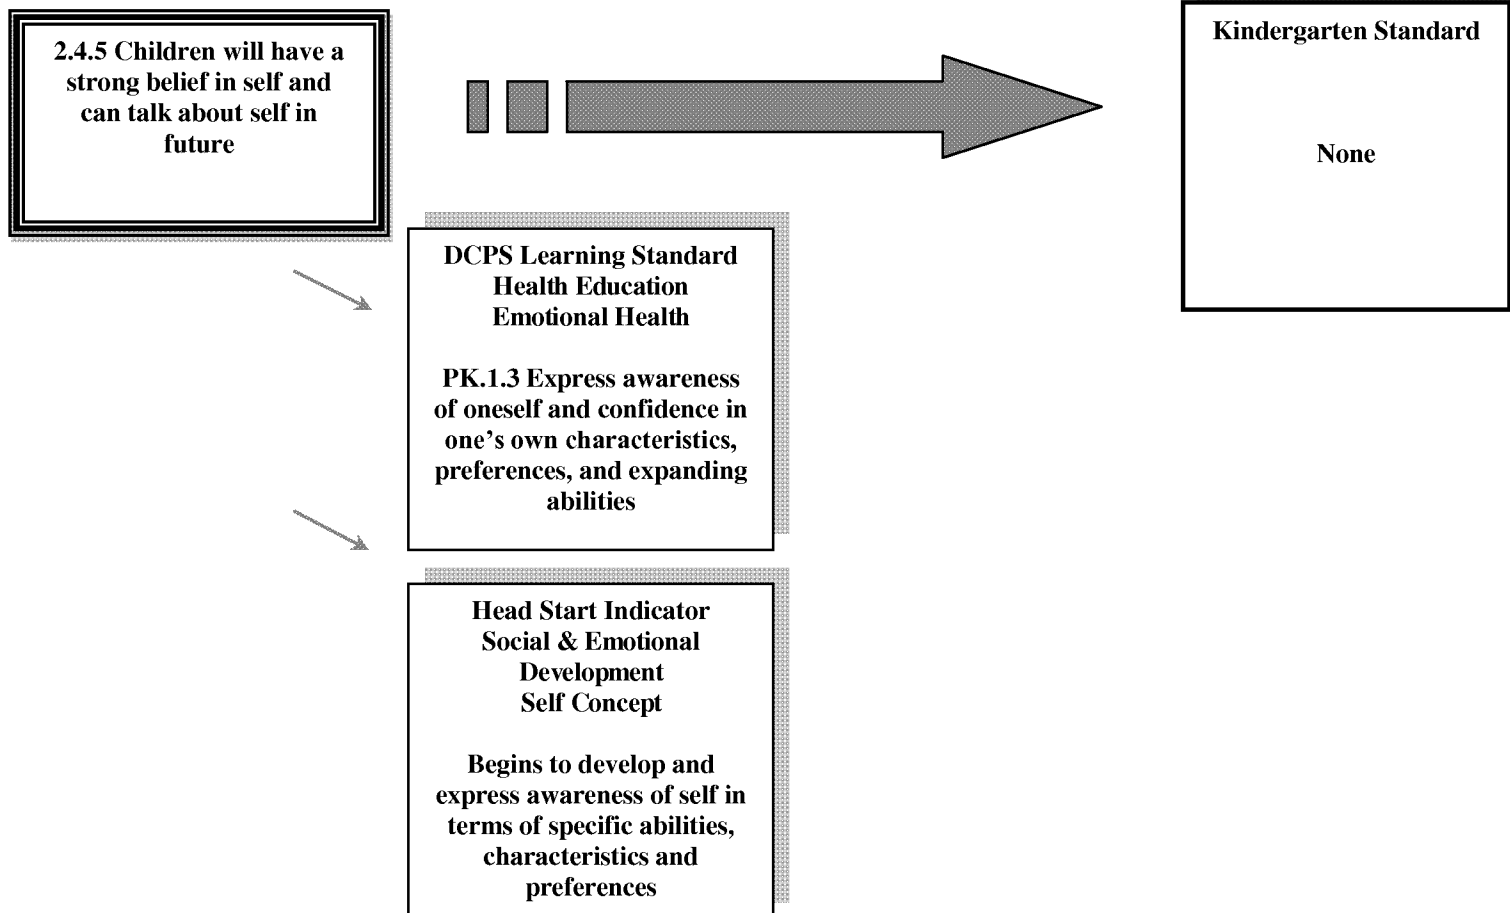 2.4.5 Children will have a
strong belief in self and
can talk about self in
future
Kindergarten Standard
None
DCPS Learning Standard
Health Education
Emotional Health
PK.1.3 Express awareness
of oneself and confidence in
one’s own characteristics,
preferences, and expanding
abilities
Head Start Indicator
Social & Emotional
Development
Self Concept
Begins to develop and
express awareness of self in
terms of specific abilities,
characteristics and
preferences